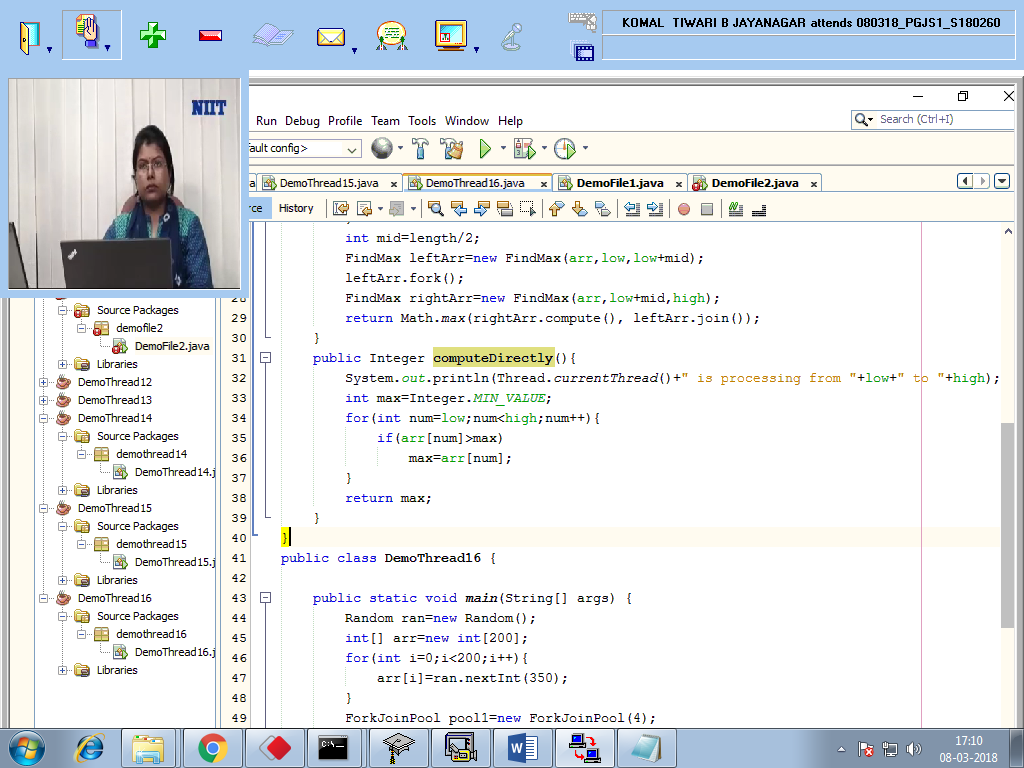 KOMAL TIWARI B JAYANAGAR attends 080318_PGJS1_S180260
NIIT
Run Debug Profile Team Tools Window Help
Search (Ctrl+I)
ault config>
DemoThread15.java
DemoThread16.java
DemoFile1.java
DemoFile2.java
rce
History
Source Packages
demofile2
DemoFile2.java
Libraries
DemoThread12
DemoThread13
DemoThread14
Source Packages
demothread14
DemoThread14.j
Libraries
DemoThread15
Source Packages
demothread15
DemoThread15.j
Libraries
DemoThread16
Source Packages
demothread16
DemoThread16.j
Libraries
int mid=length/2;
FindMax leftArr=new FindMax(arr,low,low+mid);
leftArr.fork();
28 FindMax rightArr=new FindMax(arr,low+mid,high);
29 return Math.max(rightArr.compute(), leftArr.join());
30 }
31 public Integer computeDirectly(){
32 System.out.println(Thread.currentThread()+" is processing from "+low+" to "+high);
33 int max=Integer.MIN_VALUE;
34 for(int num=low;num<high;num++){
35 if(arr[num]>max)
36 max=arr[num];
37 }
38 return max;
39 }
40 }
41 public class DemoThread16 {
42
43 public static void main(String[] args) {
44 Random ran=new Random();
45 int[] arr=new int[200];
46 for(int i=0;i<200;i++){
47 arr[i]=ran.nextInt(350);
48 }
49 ForkJoinPool pool1=new ForkJoinPool(4);
17:10
08-03-2018